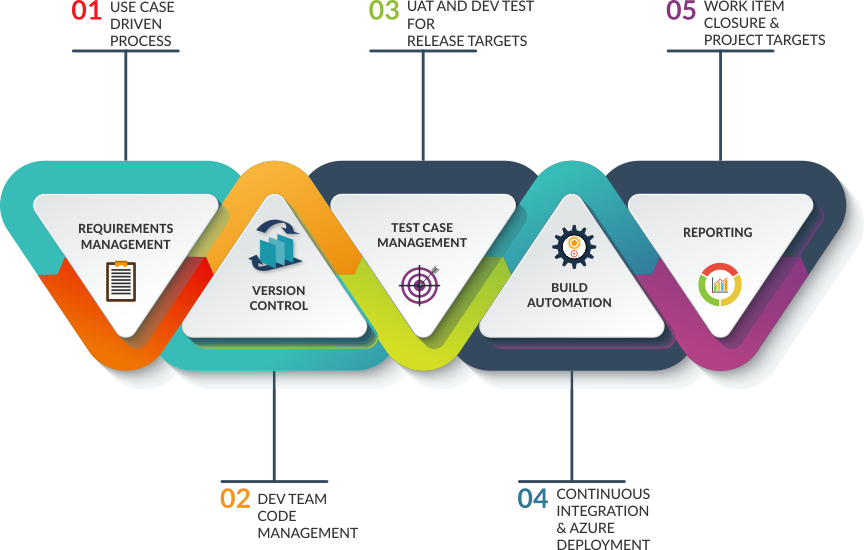 01 USE CASE
DRIVEN
PROCESS
03 UAT AND DEV TEST
FOR
RELEASE TARGETS
05 WORK ITEM
CLOSURE &
PROJECT TARGETS
REQUIREMENTS
MANAGEMENT
VERSION
CONTROL
TEST CASE
MANAGEMENT
BUILD
AUTOMATION
REPORTING
02 DEV TEAM
CODE
MANAGEMENT
04 CONTINUOUS
INTEGRATION
& AZURE
DEPLOYMENT